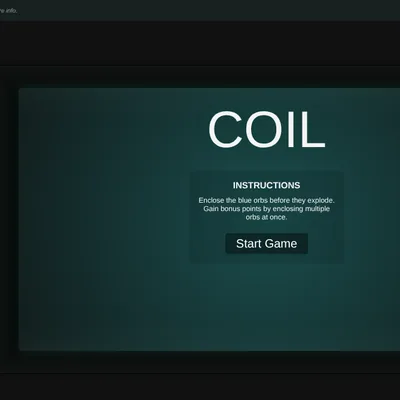 info.
COIL
INSTRUCTIONS
Enclose the blue orbs before they explode.
Gain bonus points by enclosing multiple
orbs at once.
Start Game